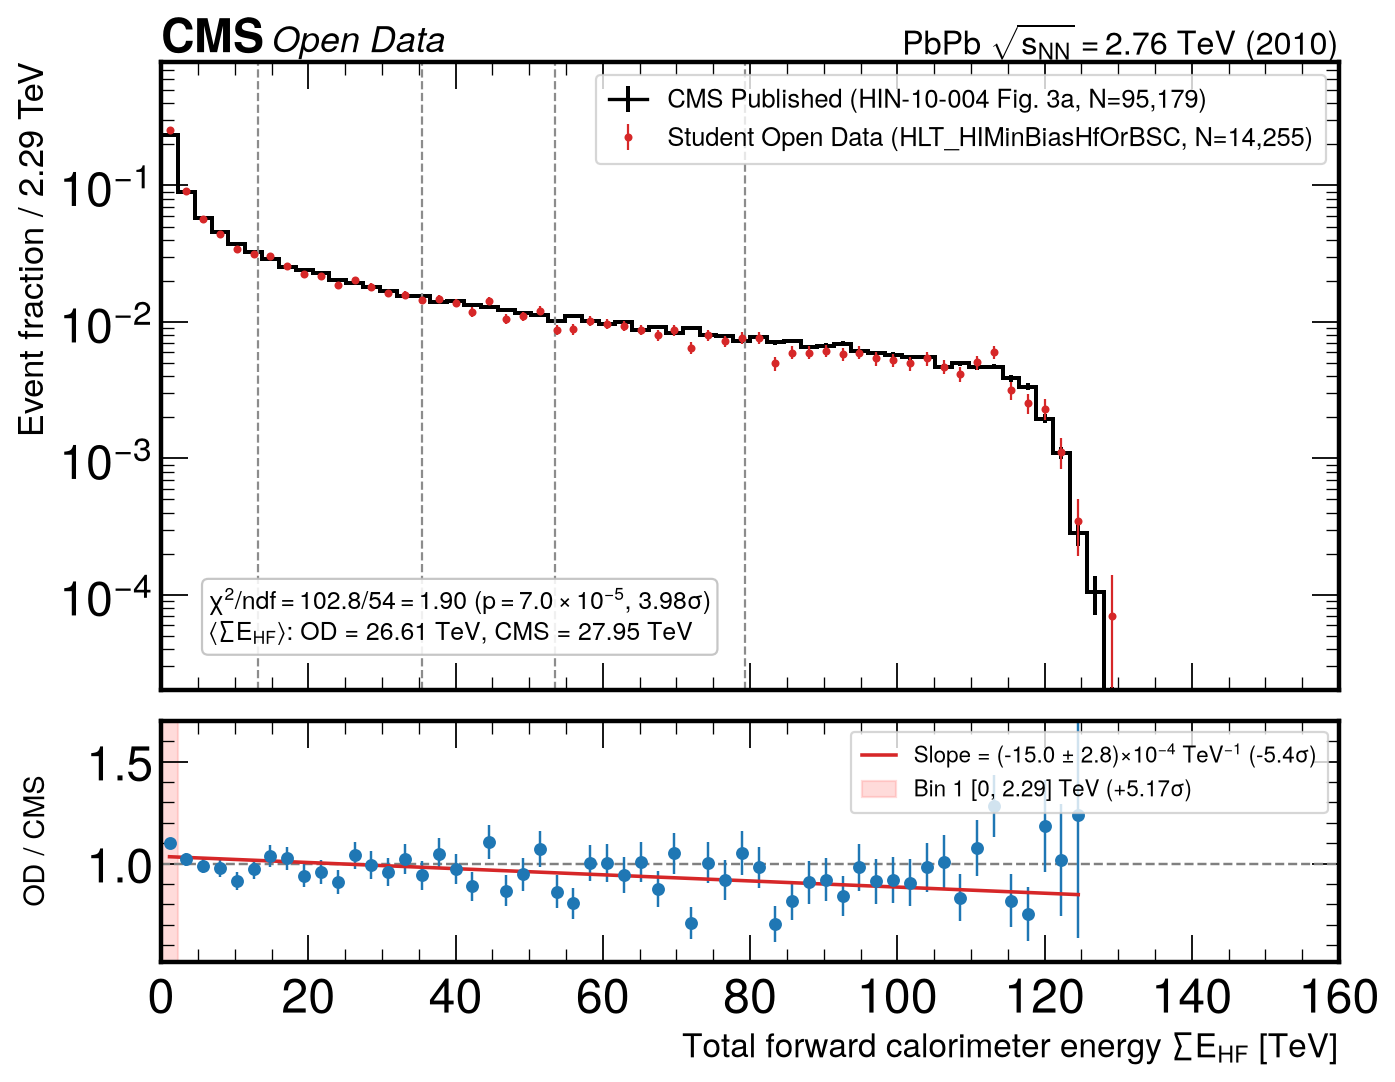 CMS Open Data
PbPb √s_NN = 2.76 TeV (2010)
Event fraction / 2.29 TeV
CMS Published (HIN-10-004 Fig. 3a, N=95,179)
Student Open Data (HLT_HIMinBiasHfOrBSC, N=14,255)
10⁻¹
10⁻²
10⁻³
10⁻⁴
χ²/ndf = 102.8/54 = 1.90 (p = 7.0 × 10⁻⁵, 3.98σ)
⟨ΣE_HF⟩: OD = 26.61 TeV, CMS = 27.95 TeV
OD / CMS
1.5
1.0
Slope = (-15.0 ± 2.8)×10⁻⁴ TeV⁻¹ (-5.4σ)
Bin 1 [0, 2.29] TeV (+5.17σ)
0 20 40 60 80 100 120 140 160
Total forward calorimeter energy ΣE_HF [TeV]